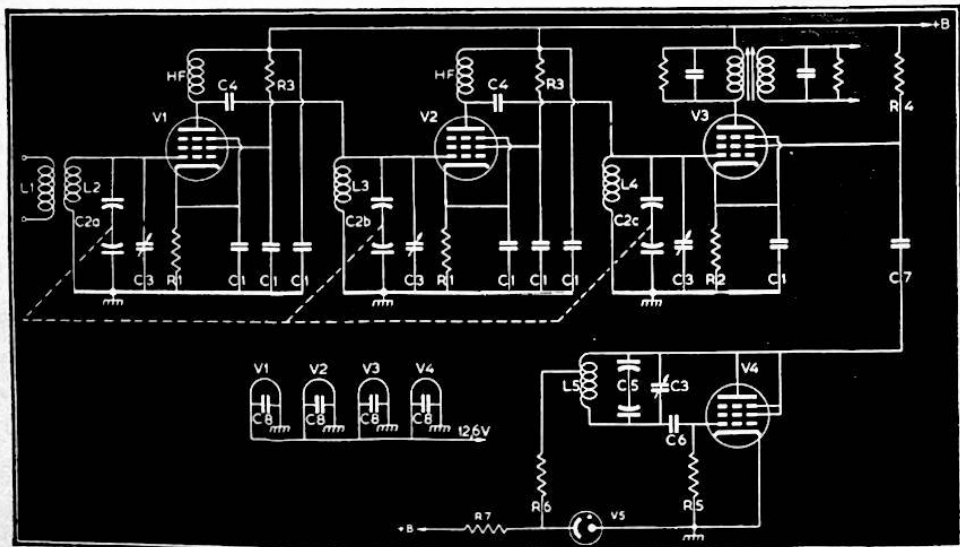 +B
HF
C4
R3
HF
C4
R3
R4
V1
V2
V3
L1
L2
L3
L4
C2a
C2b
C2c
C3
R1
C1
C1
C1
C3
R1
C1
C1
C1
C3
R2
C1
C7
V1
V2
V3
V4
C8
C8
C8
C8
12,6V
L5
C5
C3
V4
C6
R6
R5
+B
R7
V5